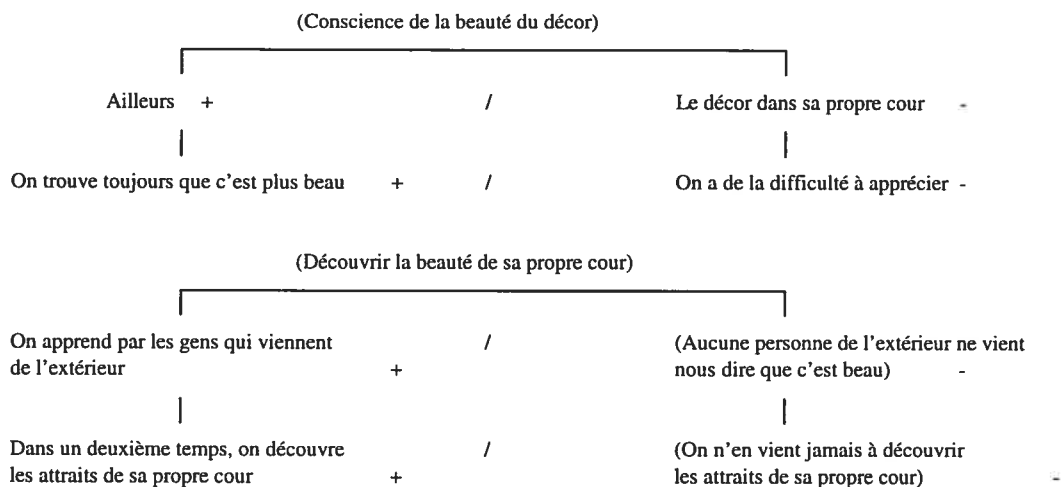 (Conscience de la beauté du décor)
Ailleurs + / Le décor dans sa propre cour -
On trouve toujours que c'est plus beau + / On a de la difficulté à apprécier -
(Découvrir la beauté de sa propre cour)
On apprend par les gens qui viennent / (Aucune personne de l'extérieur ne vient
de l'extérieur + nous dire que c'est beau) -
Dans un deuxième temps, on découvre / (On n'en vient jamais à découvrir
les attraits de sa propre cour + les attraits de sa propre cour) -